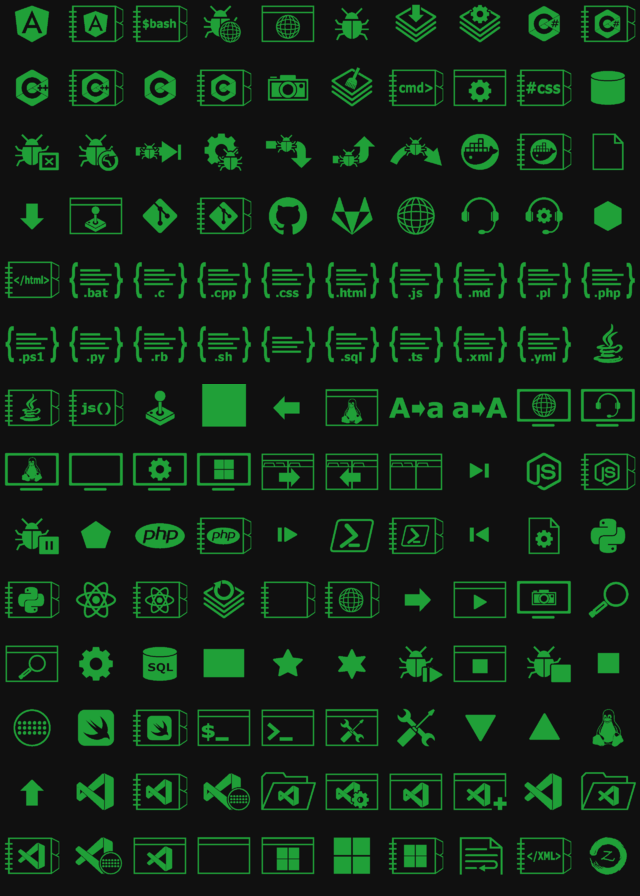 A A $bash C# C#
C++ C++ C C cmd> #css
</html> .bat .c .cpp .css .html .js .md .pl .php
.ps1 .py .rb .sh .sql .ts .xml .yml
js() A a a A
JS JS
php php
SQL
$_ >_
</XML> Z